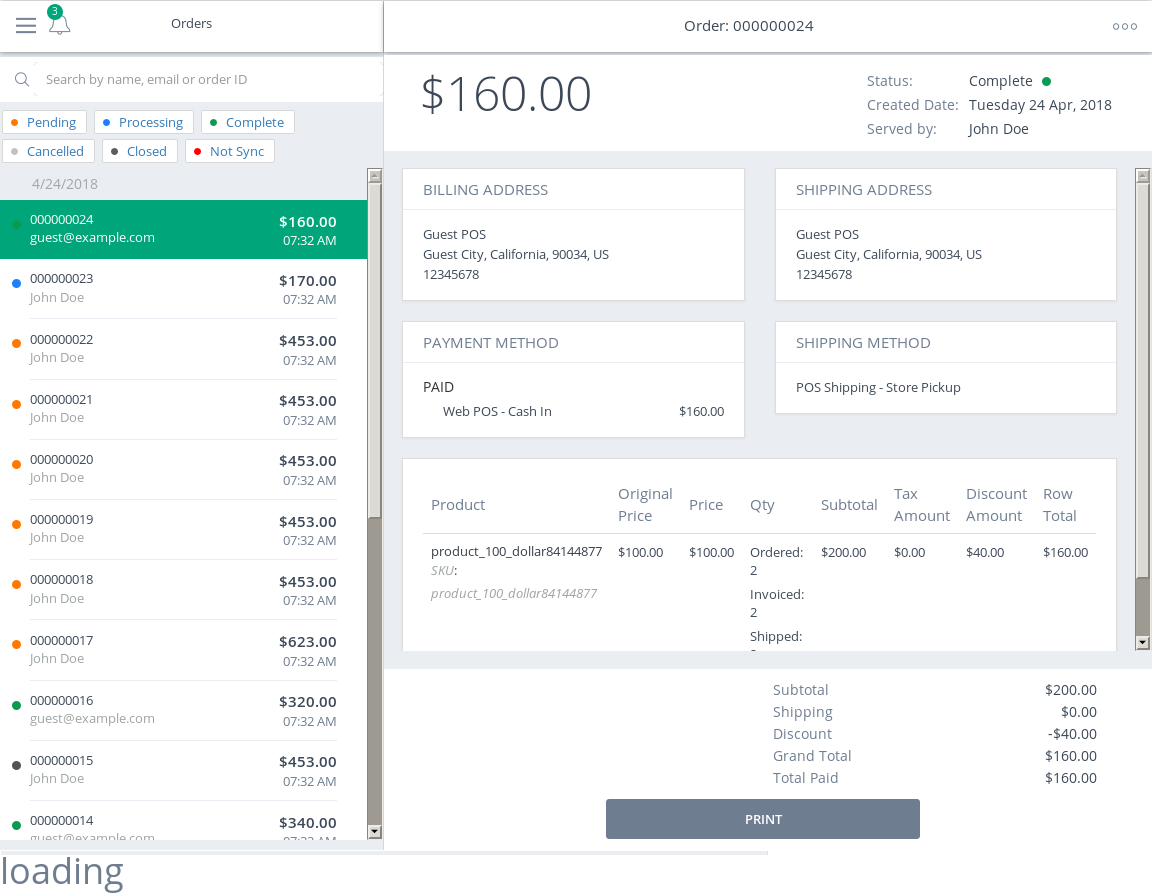 3
Orders
Search by name, email or order ID
Pending Processing Complete
Cancelled Closed Not Sync
4/24/2018
000000024 $160.00
guest@example.com 07:32 AM
000000023 $170.00
John Doe 07:32 AM
000000022 $453.00
John Doe 07:32 AM
000000021 $453.00
John Doe 07:32 AM
000000020 $453.00
John Doe 07:32 AM
000000019 $453.00
John Doe 07:32 AM
000000018 $453.00
John Doe 07:32 AM
000000017 $623.00
John Doe 07:32 AM
000000016 $320.00
guest@example.com 07:32 AM
000000015 $453.00
John Doe 07:32 AM
000000014 $340.00
guest@example.com 07:32 AM
Order: 000000024
$160.00
Status: Complete
Created Date: Tuesday 24 Apr, 2018
Served by: John Doe
BILLING ADDRESS
Guest POS
Guest City, California, 90034, US
12345678
SHIPPING ADDRESS
Guest POS
Guest City, California, 90034, US
12345678
PAYMENT METHOD
PAID
Web POS - Cash In $160.00
SHIPPING METHOD
POS Shipping - Store Pickup
Product Original Price Price Qty Subtotal Tax Amount Discount Amount Row Total
product_100_dollar84144877 $100.00 $100.00 Ordered: $200.00 $0.00 $40.00 $160.00
SKU: 2
product_100_dollar84144877 Invoiced:
2
Shipped:
Subtotal $200.00
Shipping $0.00
Discount -$40.00
Grand Total $160.00
Total Paid $160.00
PRINT
loading